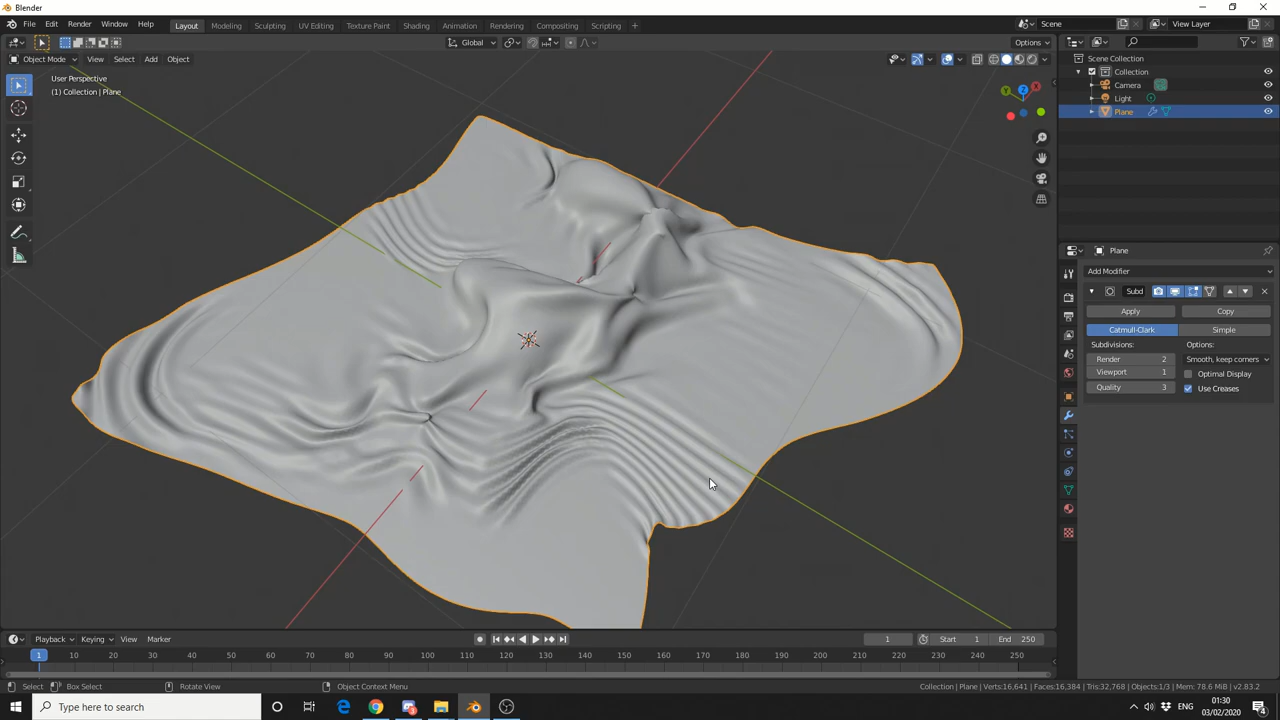 Blender
File Edit Render Window Help Layout Modeling Sculpting UV Editing Texture Paint Shading Animation Rendering Compositing Scripting + Scene View Layer
Global Options
Object Mode View Select Add Object
User Perspective
(1) Collection | Plane
Scene Collection
Collection
Camera
Light
Plane
Plane
Add Modifier
Subd
Apply Copy
Catmull-Clark Simple
Subdivisions: Options:
Render 2 Smooth, keep corners
Viewport 1 Optimal Display
Quality 3 Use Creases
X Y Z
Playback Keying View Marker 1 Start 1 End 250
1 10 20 30 40 50 60 70 80 90 100 110 120 130 140 150 160 170 180 190 200 210 220 230 240 250
Select Box Select Rotate View Object Context Menu Collection | Plane | Verts:16,641 | Faces:16,384 | Tris:32,768 | Objects:1/3 | Mem: 78.6 MiB | v2.83.2
Type here to search ENG 01:30 03/02/2020 4